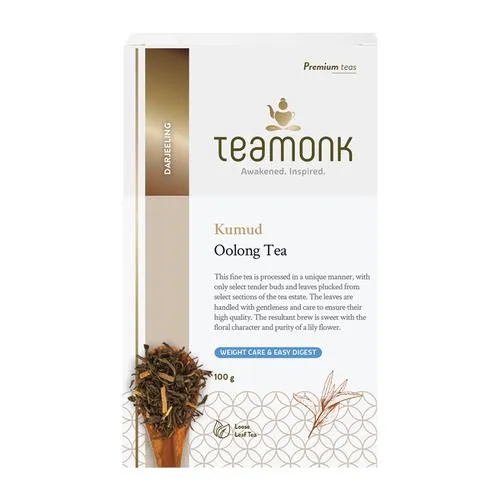 Premium teas
DARJEELING
teamonk
Awakened. Inspired.
Kumud
Oolong Tea
This fine tea is processed in a unique manner, with
only select tender buds and leaves plucked from
select sections of the tea estate. The leaves are
handled with gentleness and care to ensure their
high quality. The resultant brew is sweet with the
floral character and purity of a lily flower.
WEIGHT CARE & EASY DIGEST
100 g
Loose
Leaf Tea